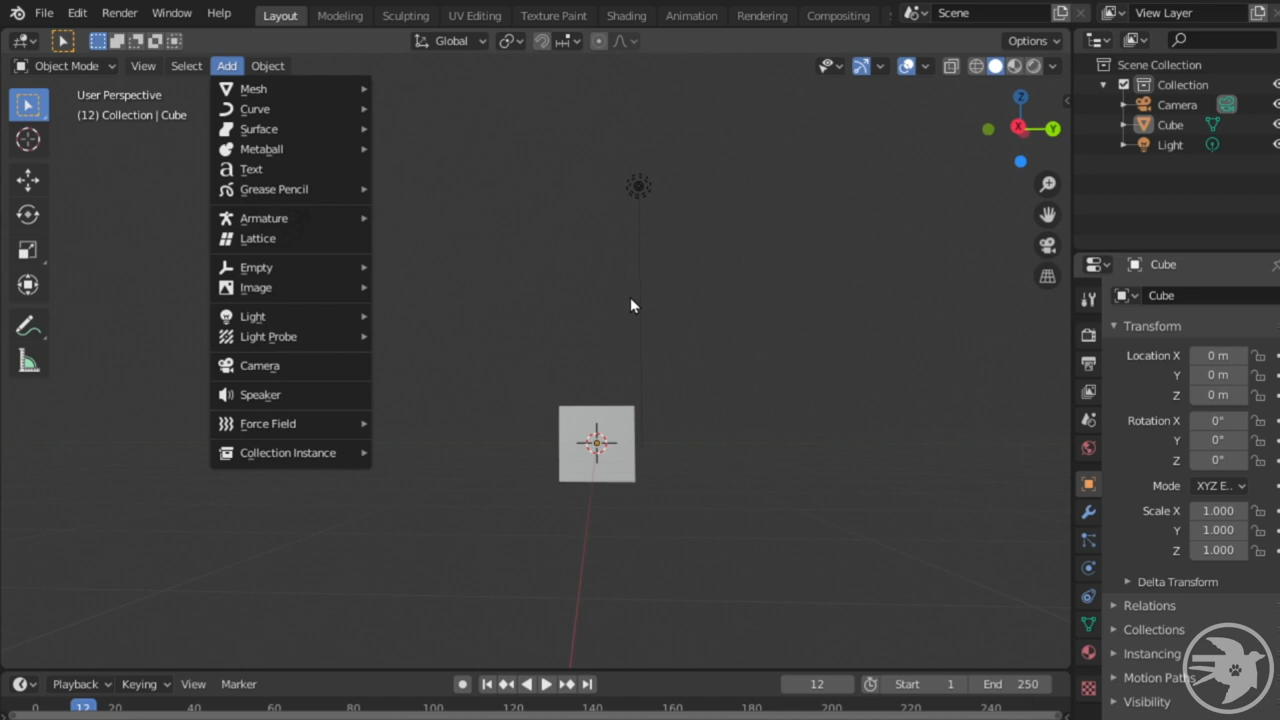 File Edit Render Window Help Layout Modeling Sculpting UV Editing Texture Paint Shading Animation Rendering Compositing Scene View Layer
Global Options
Object Mode View Select Add Object
User Perspective
(12) Collection | Cube
Mesh
Curve
Surface
Metaball
Text
Grease Pencil
Armature
Lattice
Empty
Image
Light
Light Probe
Camera
Speaker
Force Field
Collection Instance
Z
X
Y
Scene Collection
Collection
Camera
Cube
Light
Cube
Cube
Transform
Location X 0 m
Y 0 m
Z 0 m
Rotation X 0°
Y 0°
Z 0°
Mode XYZ E..
Scale X 1.000
Y 1.000
Z 1.000
Delta Transform
Relations
Collections
Instancing
Motion Paths
Visibility
Playback Keying View Marker 12 Start 1 End 250
0 12 20 40 60 80 100 120 140 160 180 200 220 240